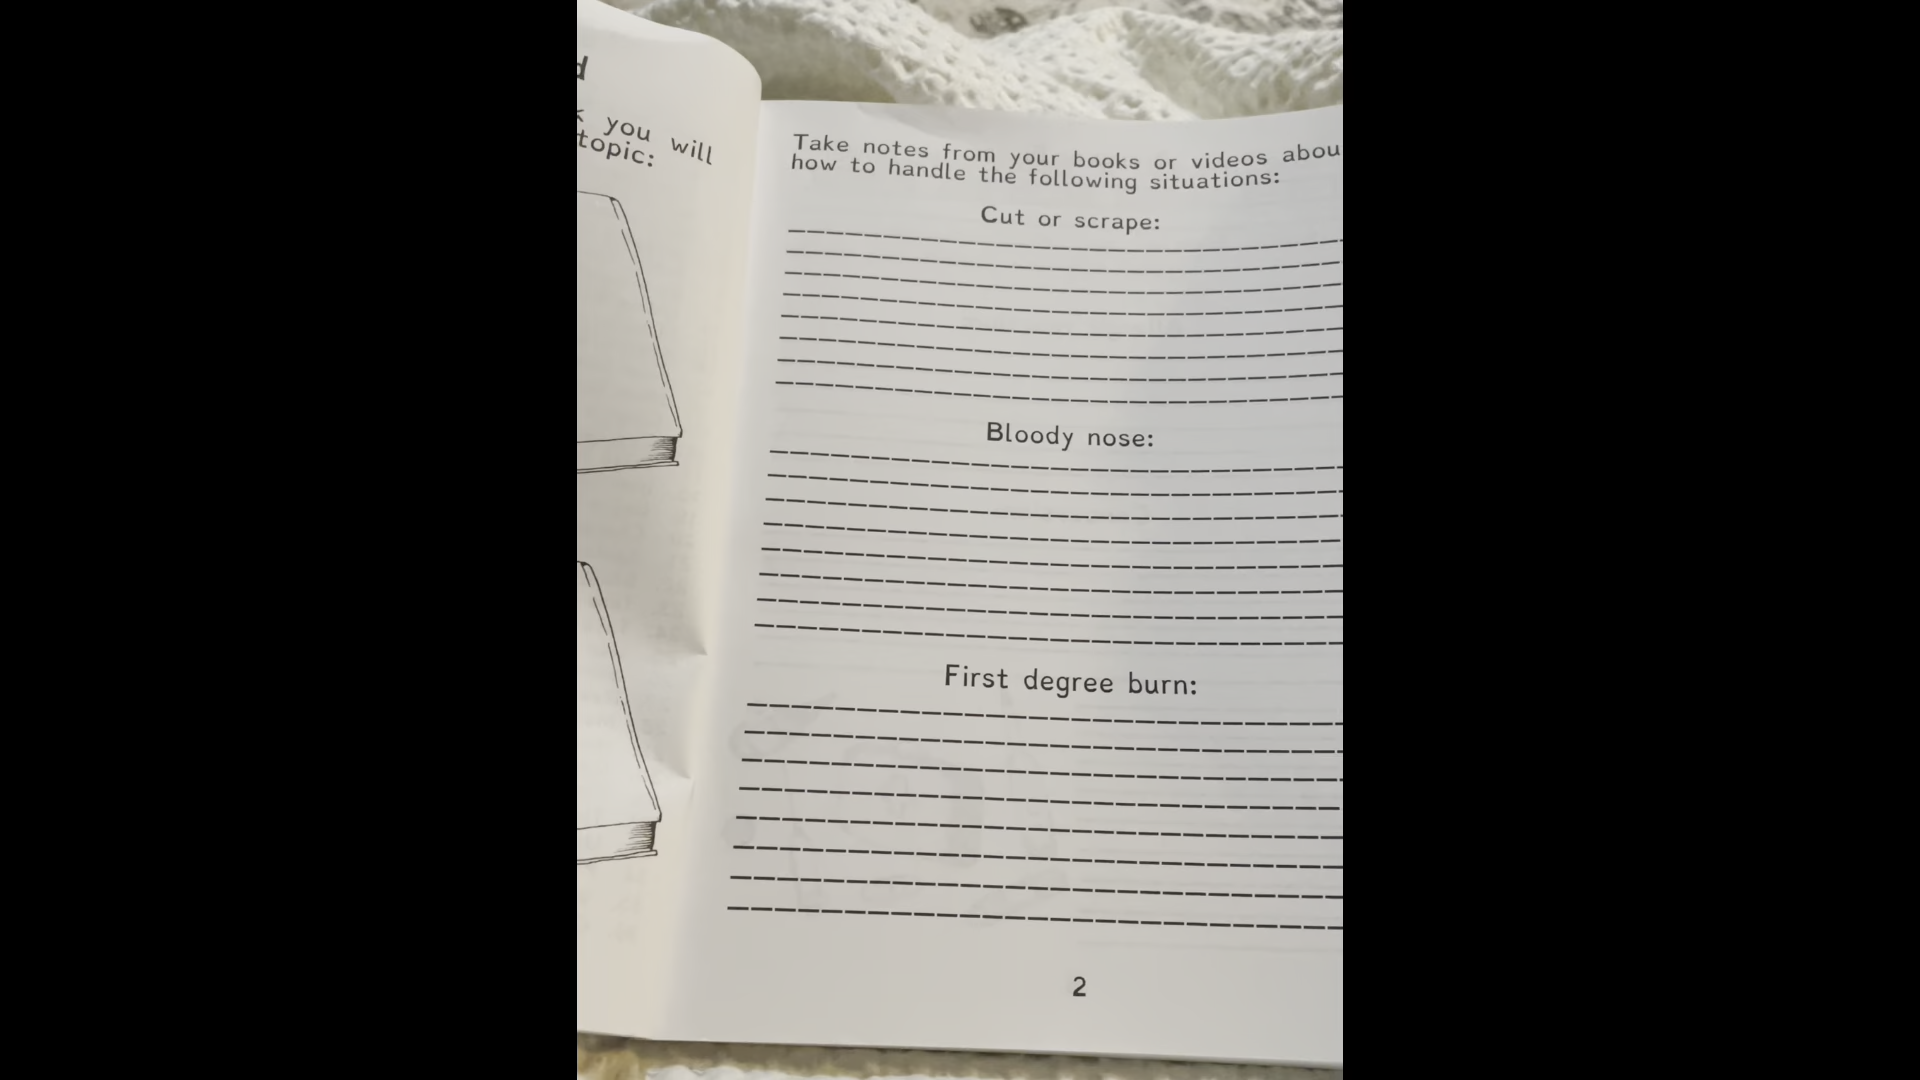 d
you will
topic:
Take notes from your books or videos abou
how to handle the following situations:
Cut or scrape:
Bloody nose:
First degree burn:
2